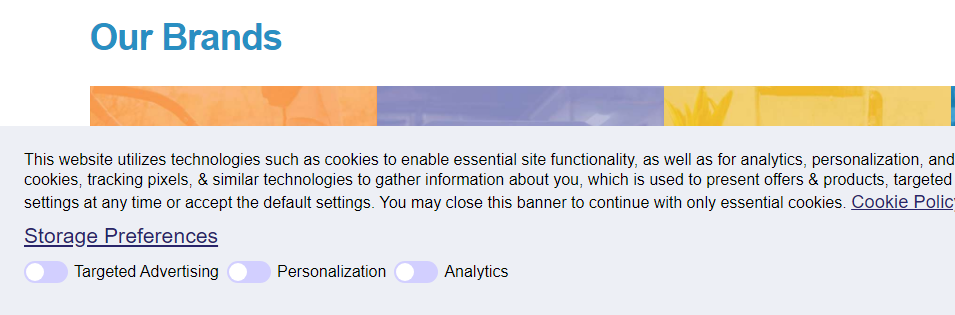 Our Brands
This website utilizes technologies such as cookies to enable essential site functionality, as well as for analytics, personalization, and
cookies, tracking pixels, & similar technologies to gather information about you, which is used to present offers & products, targeted
settings at any time or accept the default settings. You may close this banner to continue with only essential cookies. Cookie Policy
Storage Preferences
Targeted Advertising Personalization Analytics